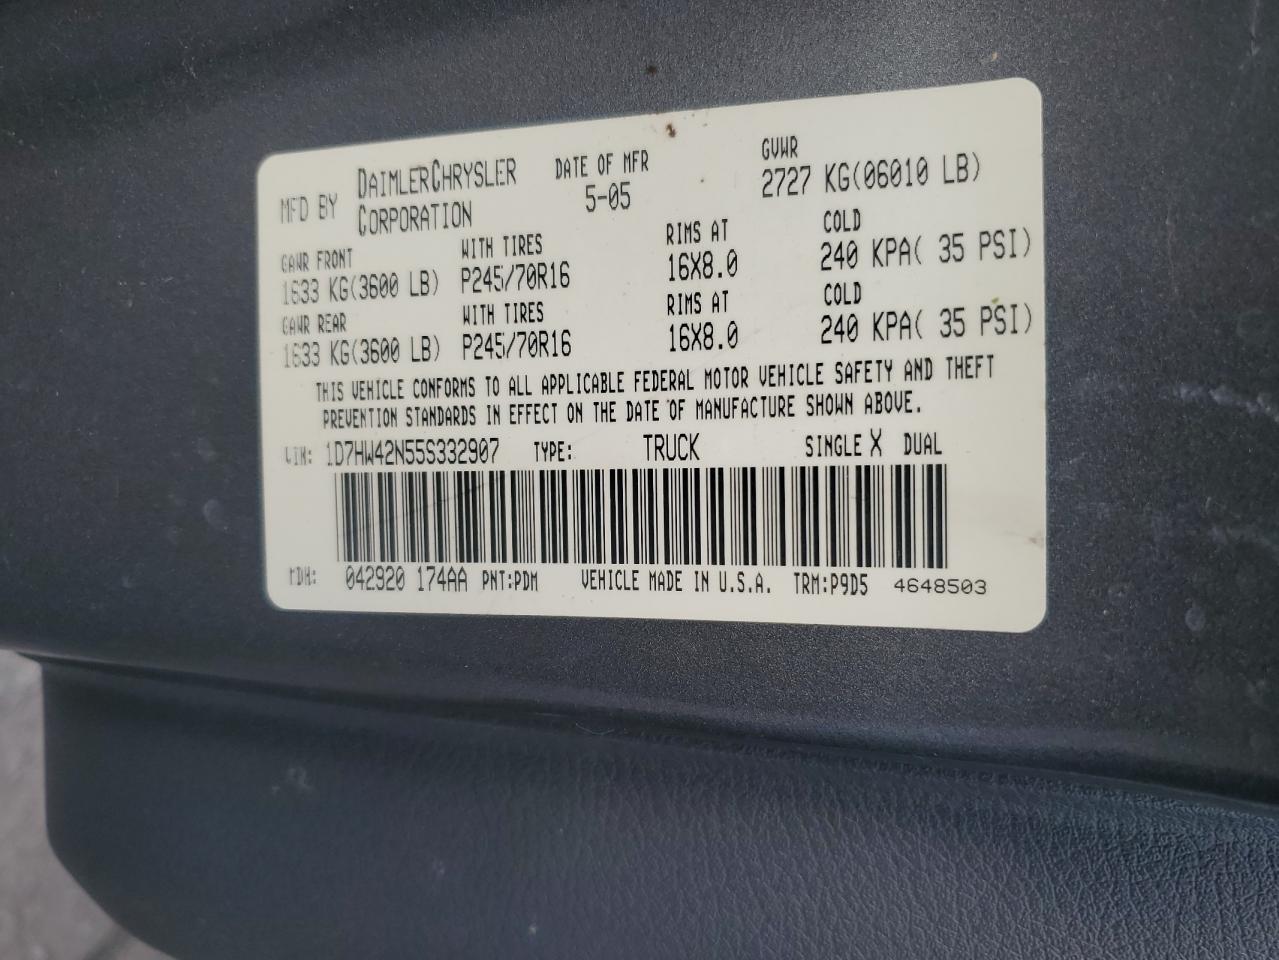 MFD BY DAIMLERCHRYSLER CORPORATION DATE OF MFR 5-05 GVWR 2727 KG(06010 LB)
GAWR FRONT WITH TIRES RIMS AT COLD
1633 KG(3600 LB) P245/70R16 16X8.0 240 KPA( 35 PSI)
GAWR REAR WITH TIRES RIMS AT COLD
1633 KG(3600 LB) P245/70R16 16X8.0 240 KPA( 35 PSI)
THIS VEHICLE CONFORMS TO ALL APPLICABLE FEDERAL MOTOR VEHICLE SAFETY AND THEFT
PREVENTION STANDARDS IN EFFECT ON THE DATE OF MANUFACTURE SHOWN ABOVE.
VIN: 1D7HW42N55S332907 TYPE: TRUCK SINGLE X DUAL
MDH: 042920 174AA PNT:PDM VEHICLE MADE IN U.S.A. TRM:P9D5 4648503